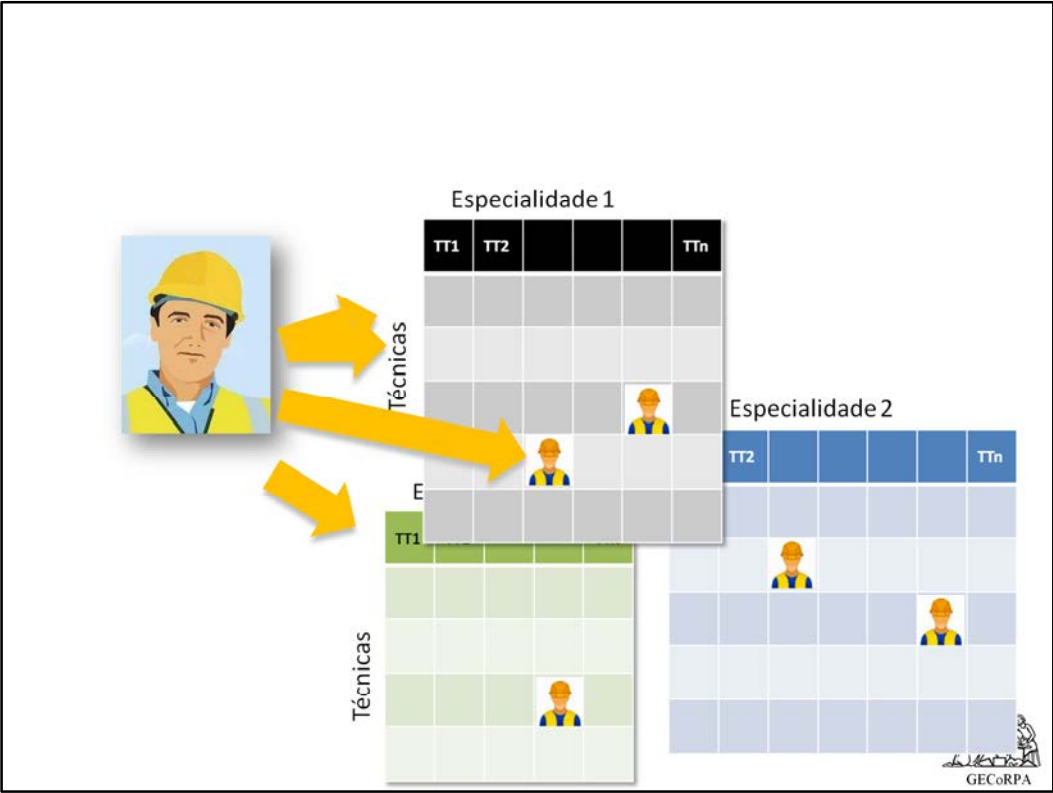 Especialidade 1
TT1 TT2 TTn
Técnicas
Especialidade 2
TT2 TTn
E
TT1
Técnicas
GECoRPA